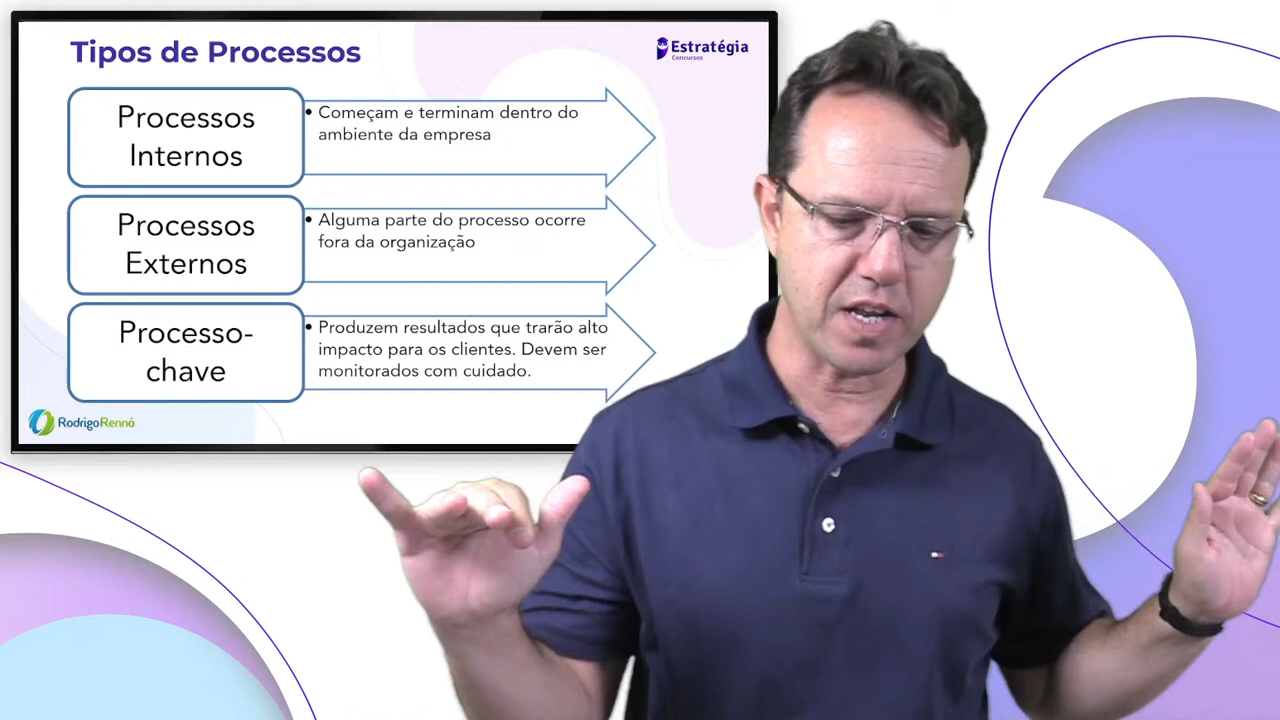 Tipos de Processos
Estratégia
Concursos
Processos
Internos
• Começam e terminam dentro do
ambiente da empresa
Processos
Externos
• Alguma parte do processo ocorre
fora da organização
Processo-
chave
• Produzem resultados que trarão alto
impacto para os clientes. Devem ser
monitorados com cuidado.
RodrigoRennó